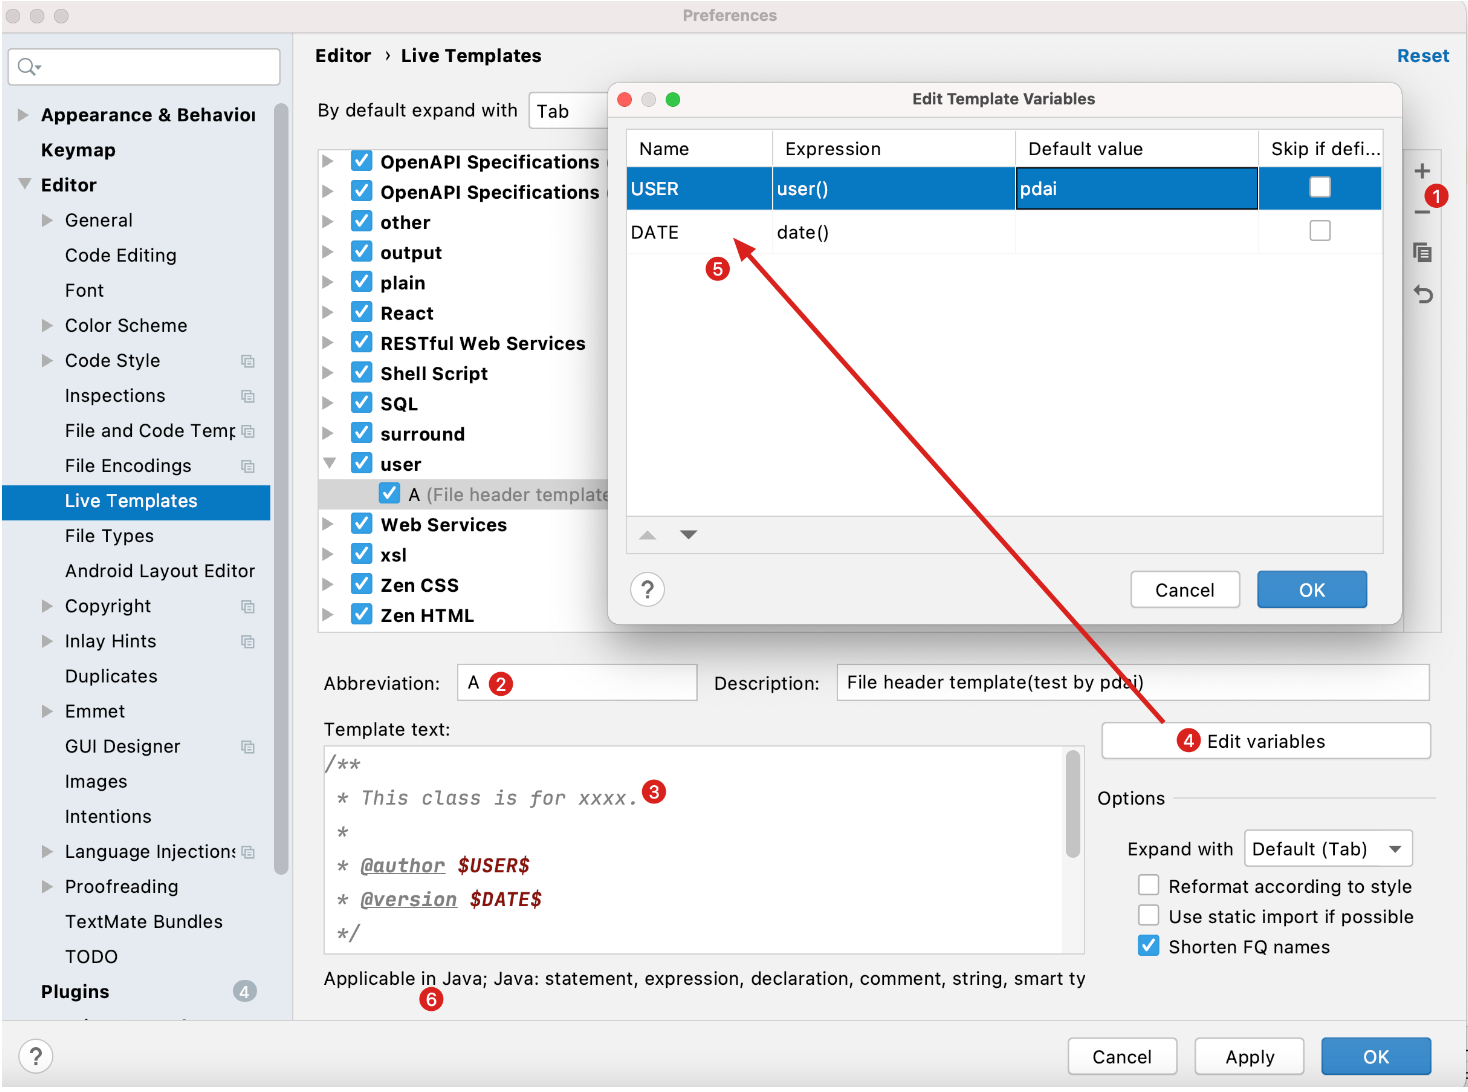 Preferences
Editor › Live Templates
Reset
By default expand with Tab
Appearance & Behavior
Keymap
Editor
General
Code Editing
Font
Color Scheme
Code Style
Inspections
File and Code Temp
File Encodings
Live Templates
File Types
Android Layout Editor
Copyright
Inlay Hints
Duplicates
Emmet
GUI Designer
Images
Intentions
Language Injections
Proofreading
TextMate Bundles
TODO
Plugins 4
OpenAPI Specifications (
OpenAPI Specifications (
other
output
plain
React
RESTful Web Services
Shell Script
SQL
surround
user
A (File header template
Web Services
xsl
Zen CSS
Zen HTML
Edit Template Variables
Name Expression Default value Skip if defi...
USER user() pdai
DATE date()
5
? Cancel OK
1
Abbreviation: A 2 Description: File header template(test by pdai)
Template text:
/**
* This class is for xxxx. 3
*
* @author $USER$
* @version $DATE$
*/
4 Edit variables
Options
Expand with Default (Tab)
Reformat according to style
Use static import if possible
Shorten FQ names
Applicable in Java; Java: statement, expression, declaration, comment, string, smart ty
6
? Cancel Apply OK